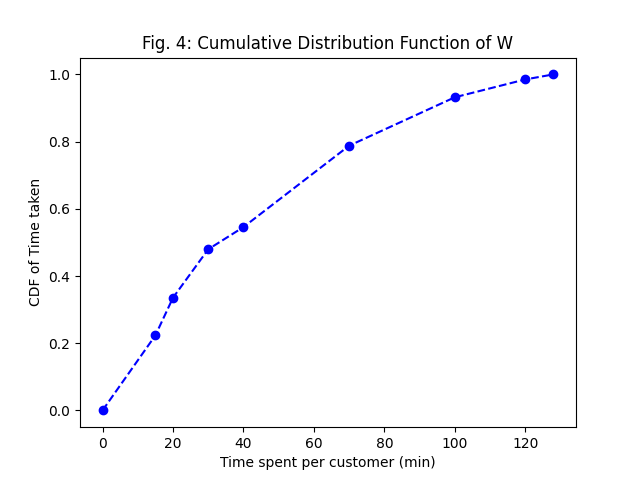 Fig. 4: Cumulative Distribution Function of W
1.0
0.8
0.6
0.4
0.2
0.0
CDF of Time taken
0 20 40 60 80 100 120
Time spent per customer (min)